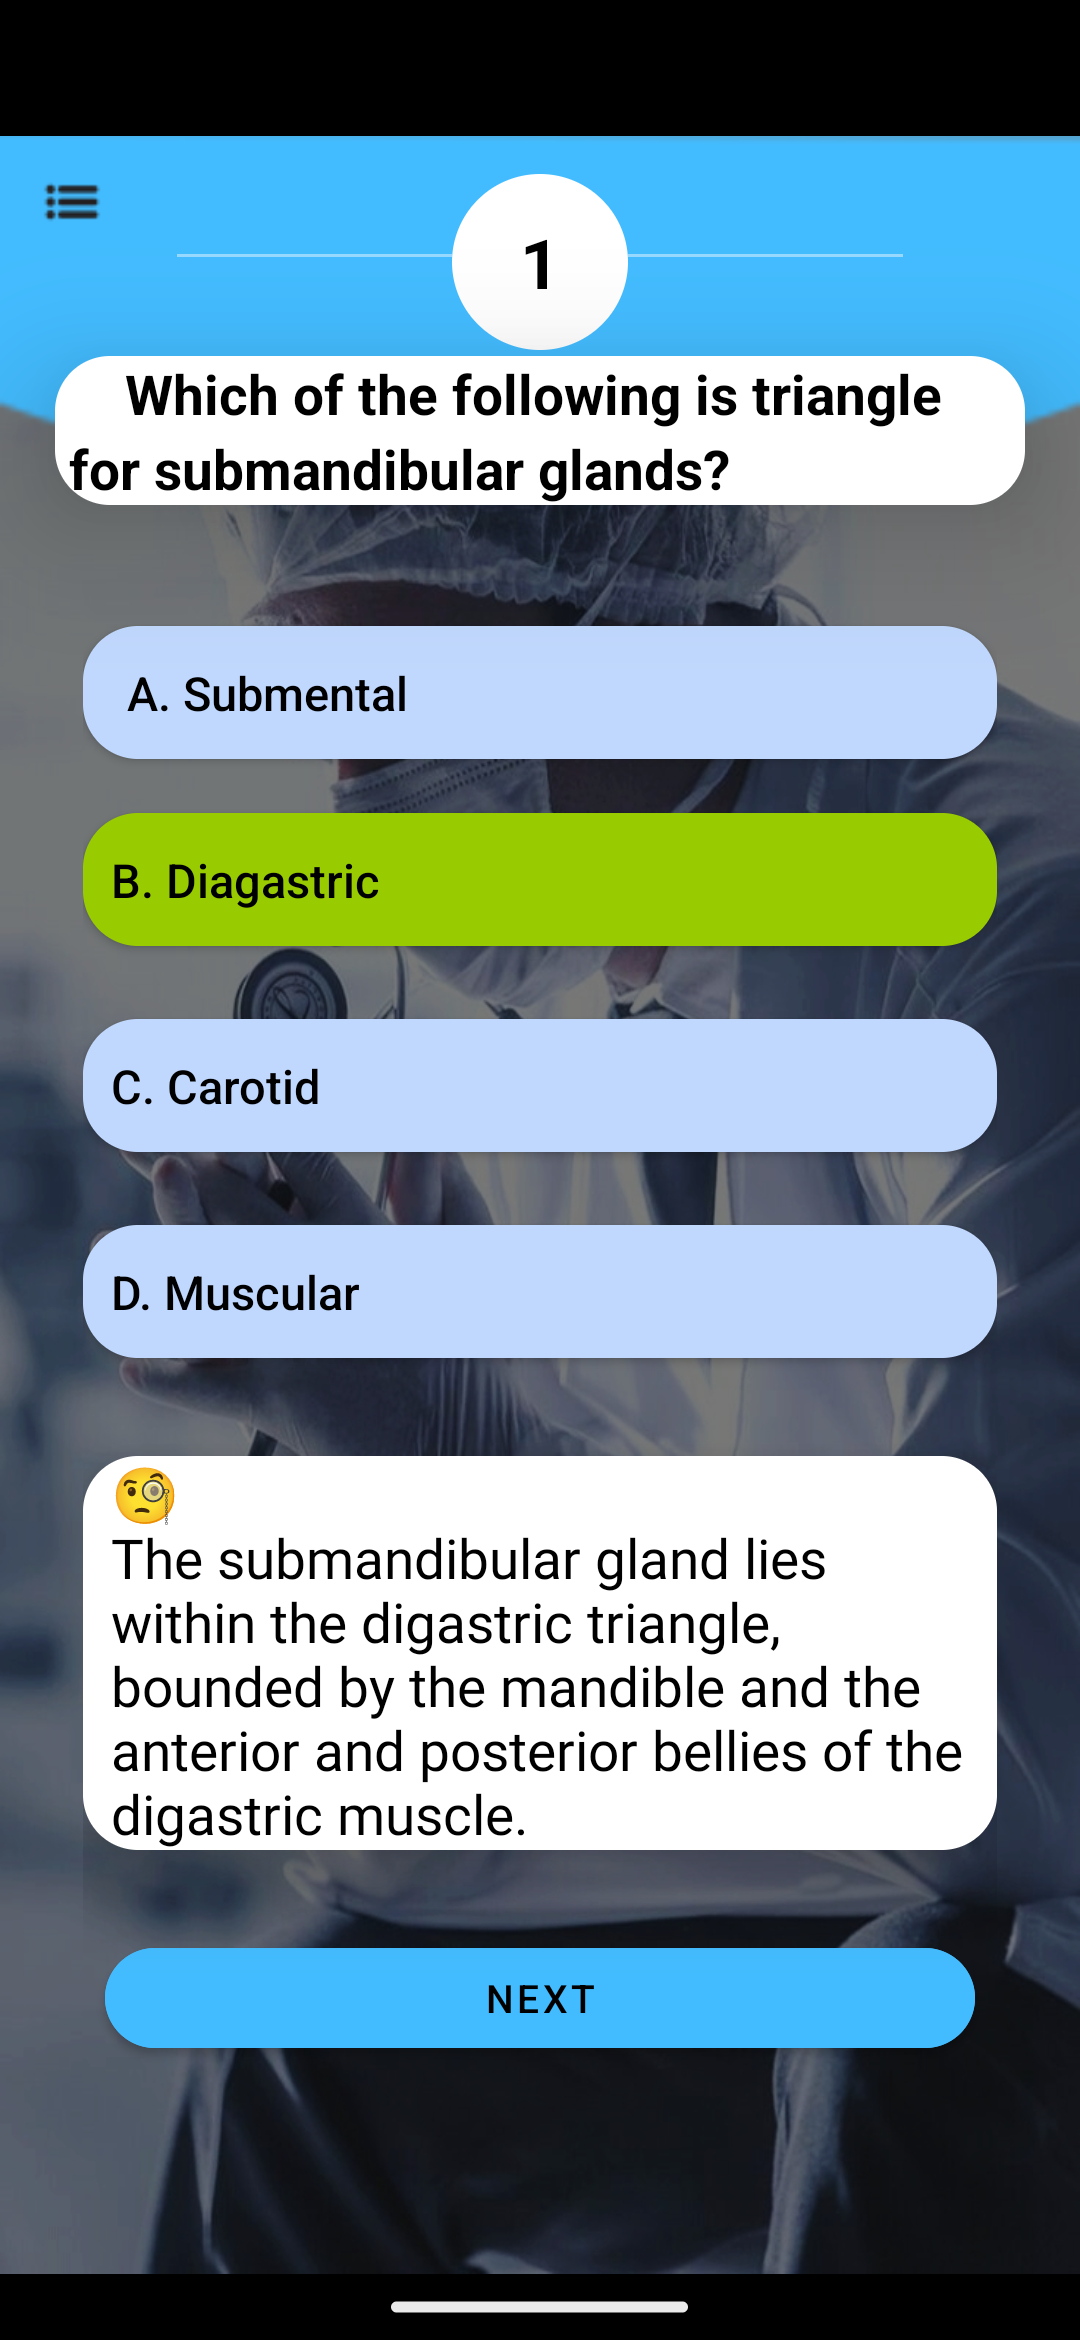 1
Which of the following is triangle
for submandibular glands?
A. Submental
B. Diagastric
C. Carotid
D. Muscular
🧐
The submandibular gland lies
within the digastric triangle,
bounded by the mandible and the
anterior and posterior bellies of the
digastric muscle.
NEXT